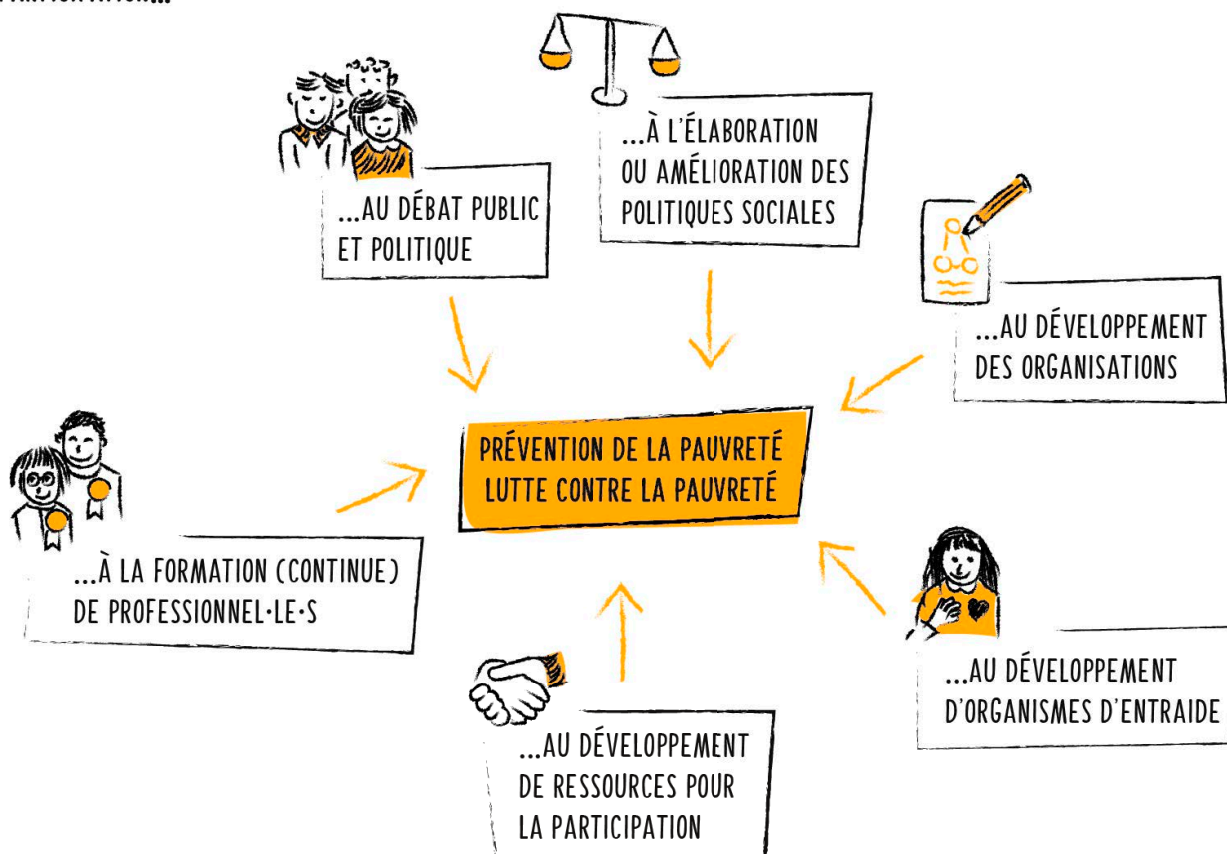 ...AU DÉBAT PUBLIC
ET POLITIQUE
...À L'ÉLABORATION
OU AMÉLIORATION DES
POLITIQUES SOCIALES
...AU DÉVELOPPEMENT
DES ORGANISATIONS
PRÉVENTION DE LA PAUVRETÉ
LUTTE CONTRE LA PAUVRETÉ
...À LA FORMATION (CONTINUE)
DE PROFESSIONNEL·LE·S
...AU DÉVELOPPEMENT
D'ORGANISMES D'ENTRAIDE
...AU DÉVELOPPEMENT
DE RESSOURCES POUR
LA PARTICIPATION